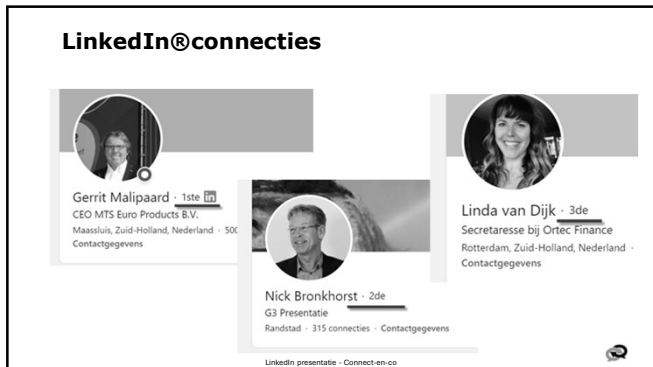 LinkedIn®connecties
Gerrit Malipaard · 1ste in
CEO MTS Euro Products B.V.
Maassluis, Zuid-Holland, Nederland · 500
Contactgegevens
Nick Bronkhorst · 2de
G3 Presentatie
Randstad · 315 connecties · Contactgegevens
Linda van Dijk · 3de
Secretaresse bij Ortec Finance
Rotterdam, Zuid-Holland, Nederland ·
Contactgegevens
LinkedIn presentatie - Connect-en-co